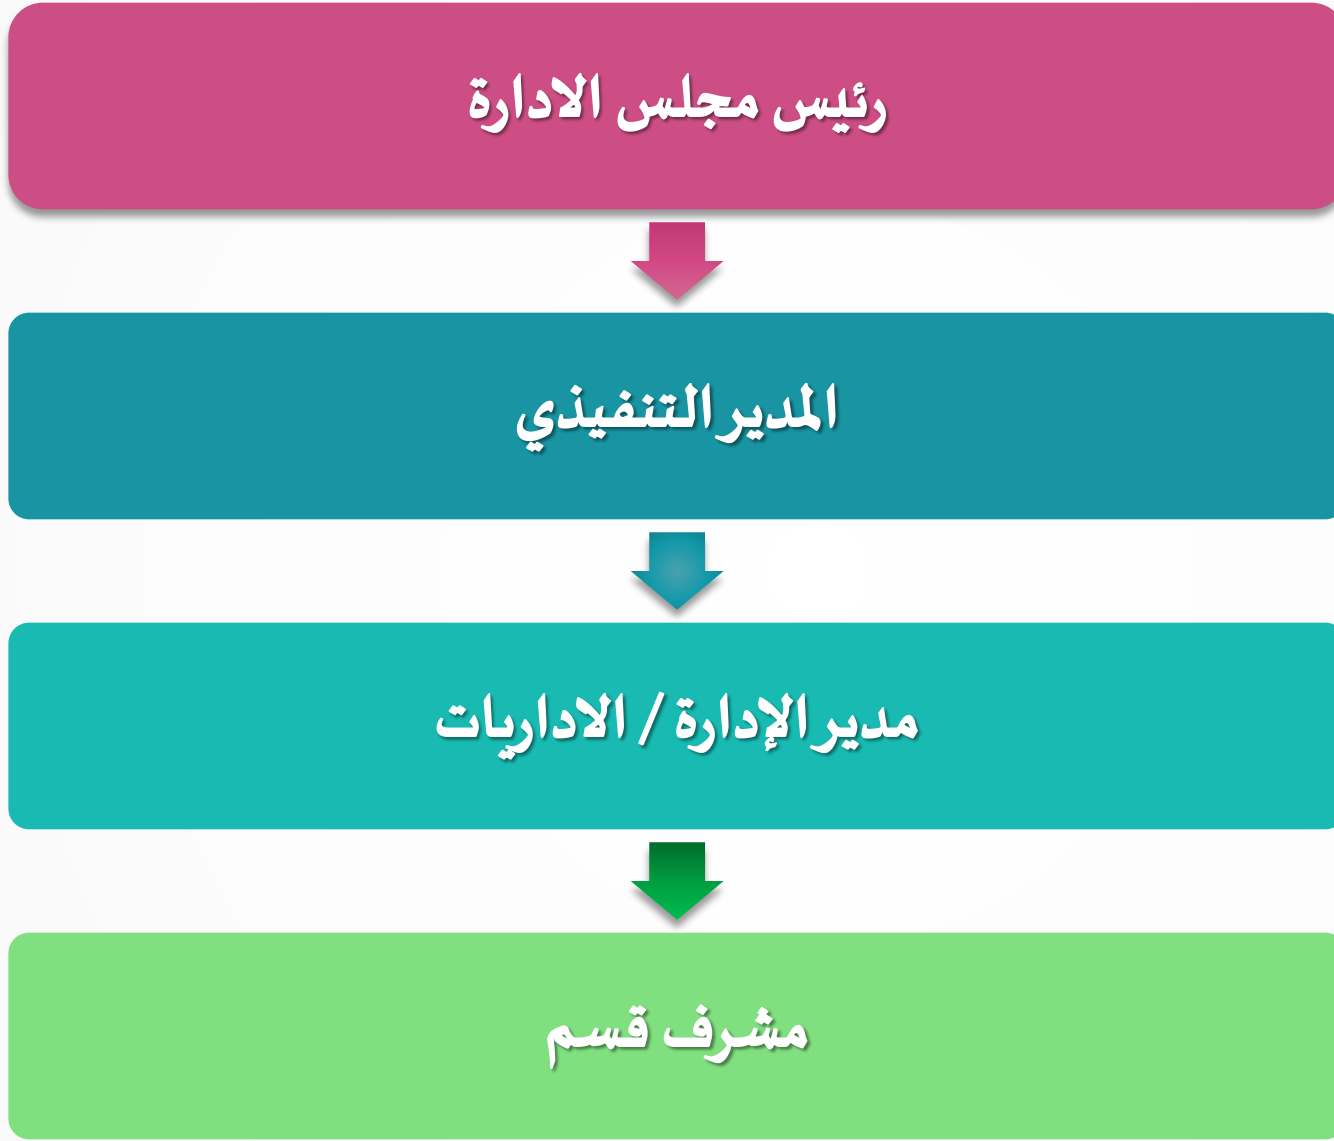 رئيس مجلس الادارة
المدير التنفيذي
مدير الإدارة / الاداريات
مشرف قسم